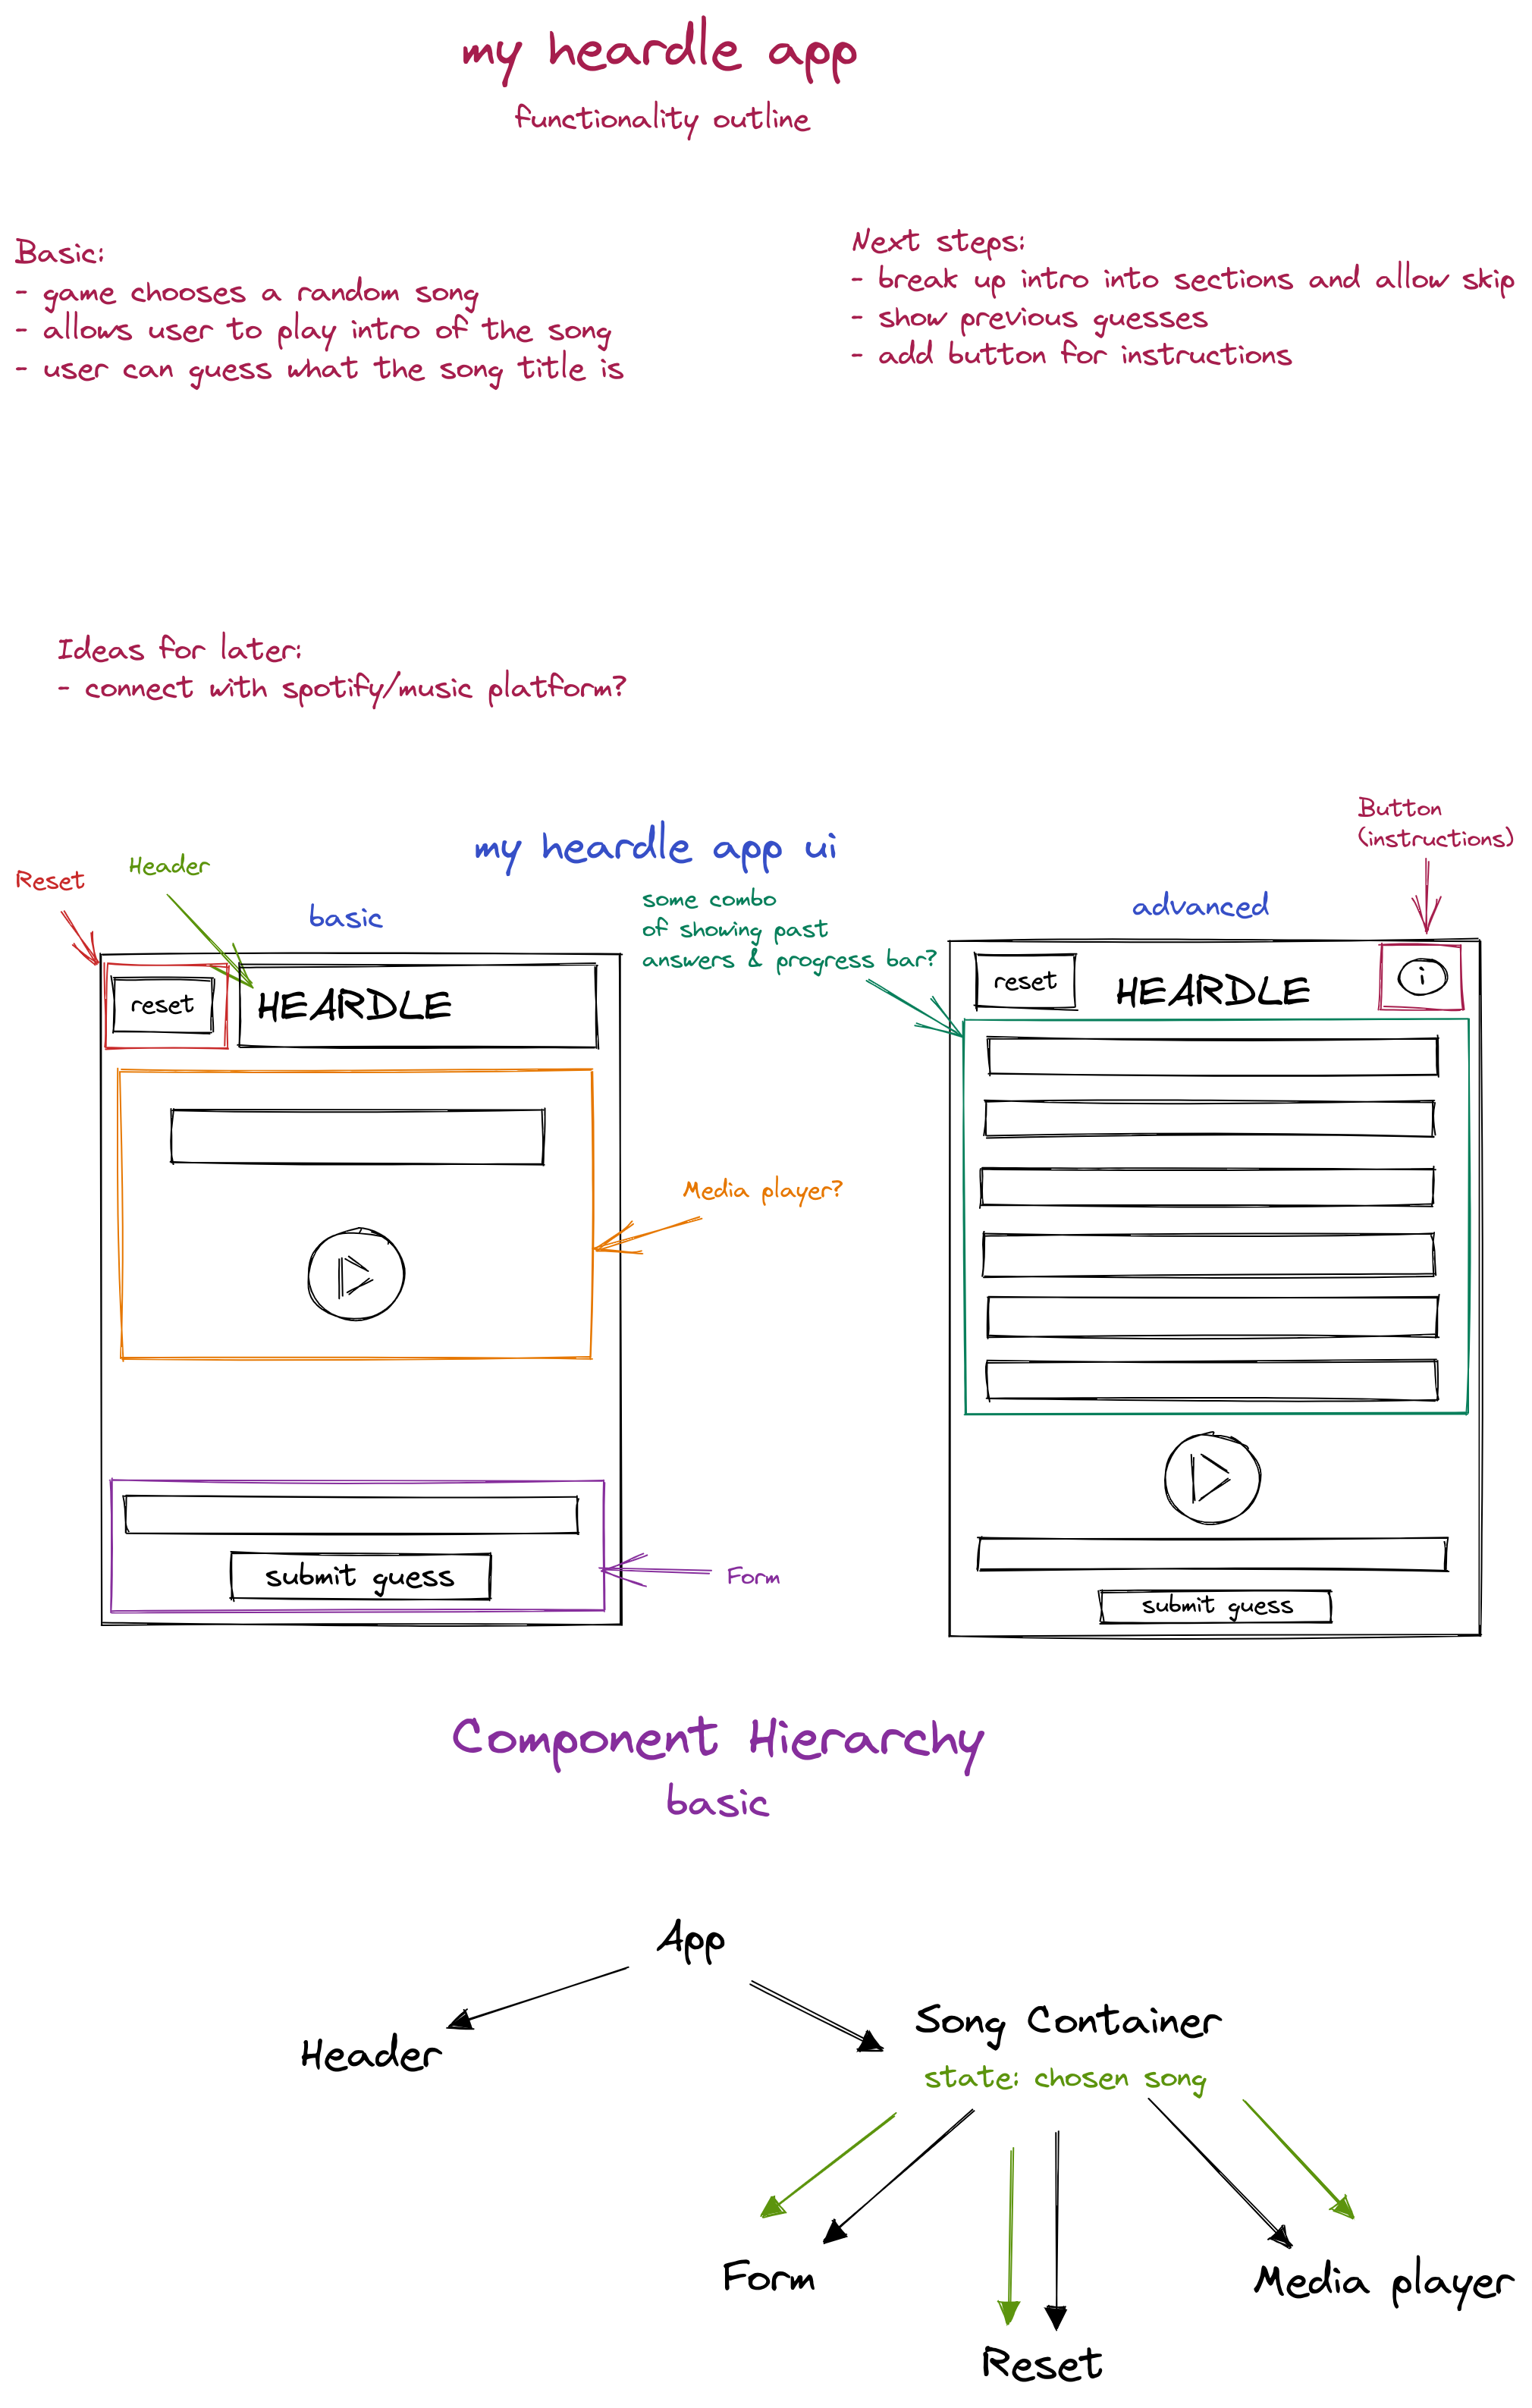 my heardle app
functionality outline
Basic:
- game chooses a random song
- allows user to play intro of the song
- user can guess what the song title is
Next steps:
- break up intro into sections and allow skip
- show previous guesses
- add button for instructions
Ideas for later:
- connect with spotify/music platform?
my heardle app ui
Reset
Header
basic
reset
HEARDLE
Media player?
submit guess
Form
some combo
of showing past
answers & progress bar?
advanced
Button
(instructions)
reset
HEARDLE
i
submit guess
Component Hierarchy
basic
App
Header
Song Container
state: chosen song
Form
Reset
Media player